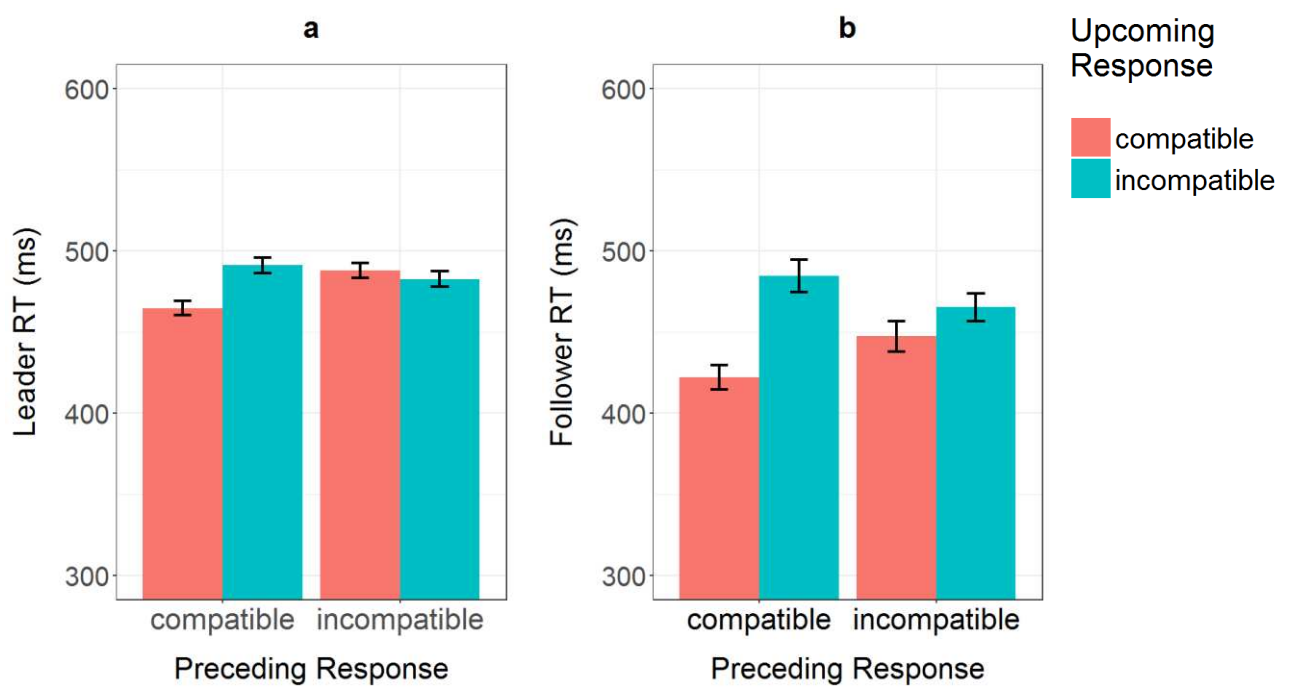 a
600
500
400
300
Leader RT (ms)
compatible incompatible
Preceding Response
b
600
500
400
300
Follower RT (ms)
compatible incompatible
Preceding Response
Upcoming
Response
compatible
incompatible